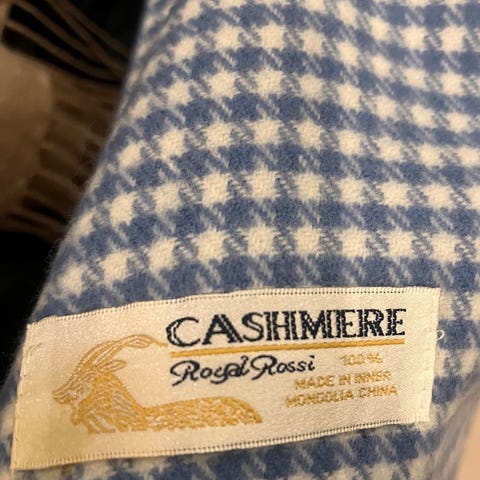 CASHMERE
Royal Rossi 100%
MADE IN INNER
MONGOLIA CHINA